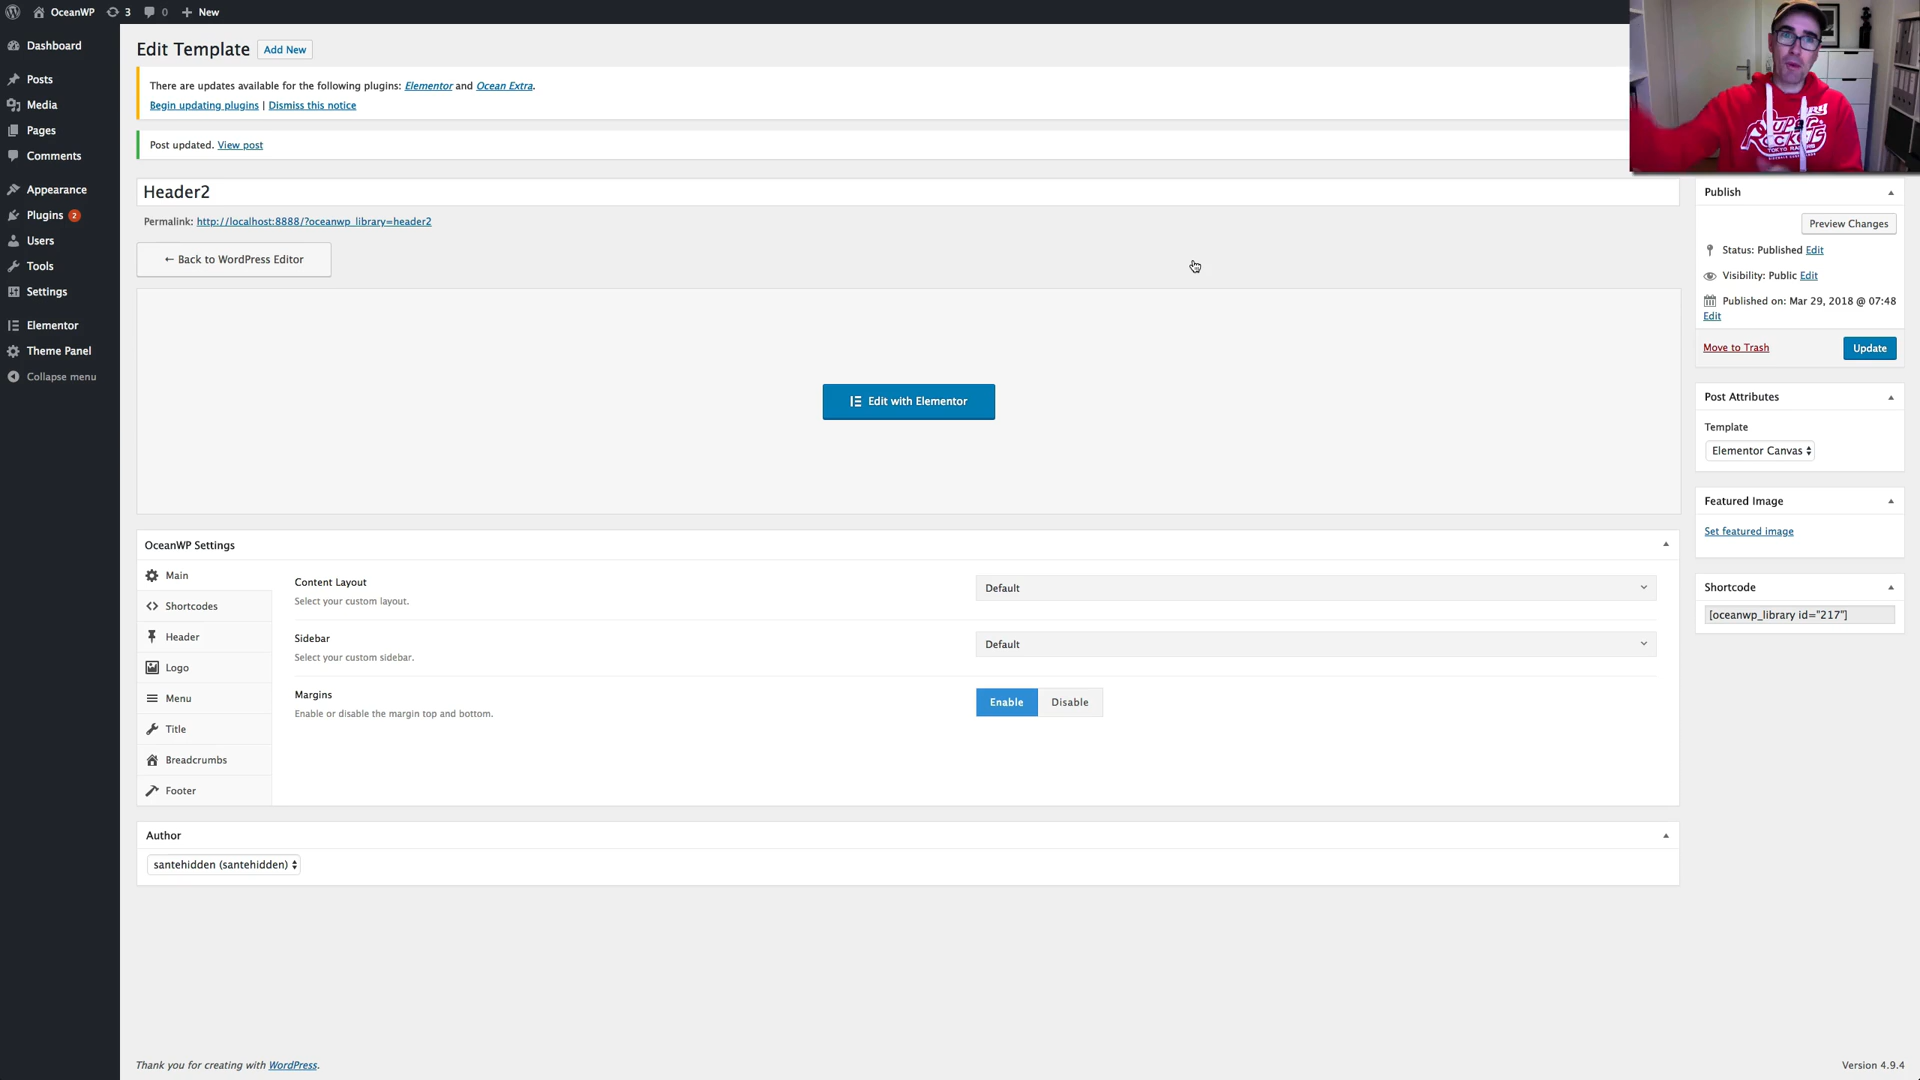 OceanWP 3 0 + New
Dashboard
Posts
Media
Pages
Comments
Appearance
Plugins 2
Users
Tools
Settings
Elementor
Theme Panel
Collapse menu
Edit Template Add New
There are updates available for the following plugins: Elementor and Ocean Extra.
Begin updating plugins | Dismiss this notice
Post updated. View post
Header2
Permalink: http://localhost:8888/?oceanwp_library=header2
← Back to WordPress Editor
Edit with Elementor
OceanWP Settings
Main
Shortcodes
Header
Logo
Menu
Title
Breadcrumbs
Footer
Content Layout
Select your custom layout.
Default
Sidebar
Select your custom sidebar.
Default
Margins
Enable or disable the margin top and bottom.
Enable Disable
Author
santehidden (santehidden)
Publish
Preview Changes
Status: Published Edit
Visibility: Public Edit
Published on: Mar 29, 2018 @ 07:48
Edit
Move to Trash Update
Post Attributes
Template
Elementor Canvas
Featured Image
Set featured image
Shortcode
[oceanwp_library id="217"]
Thank you for creating with WordPress.
Version 4.9.4